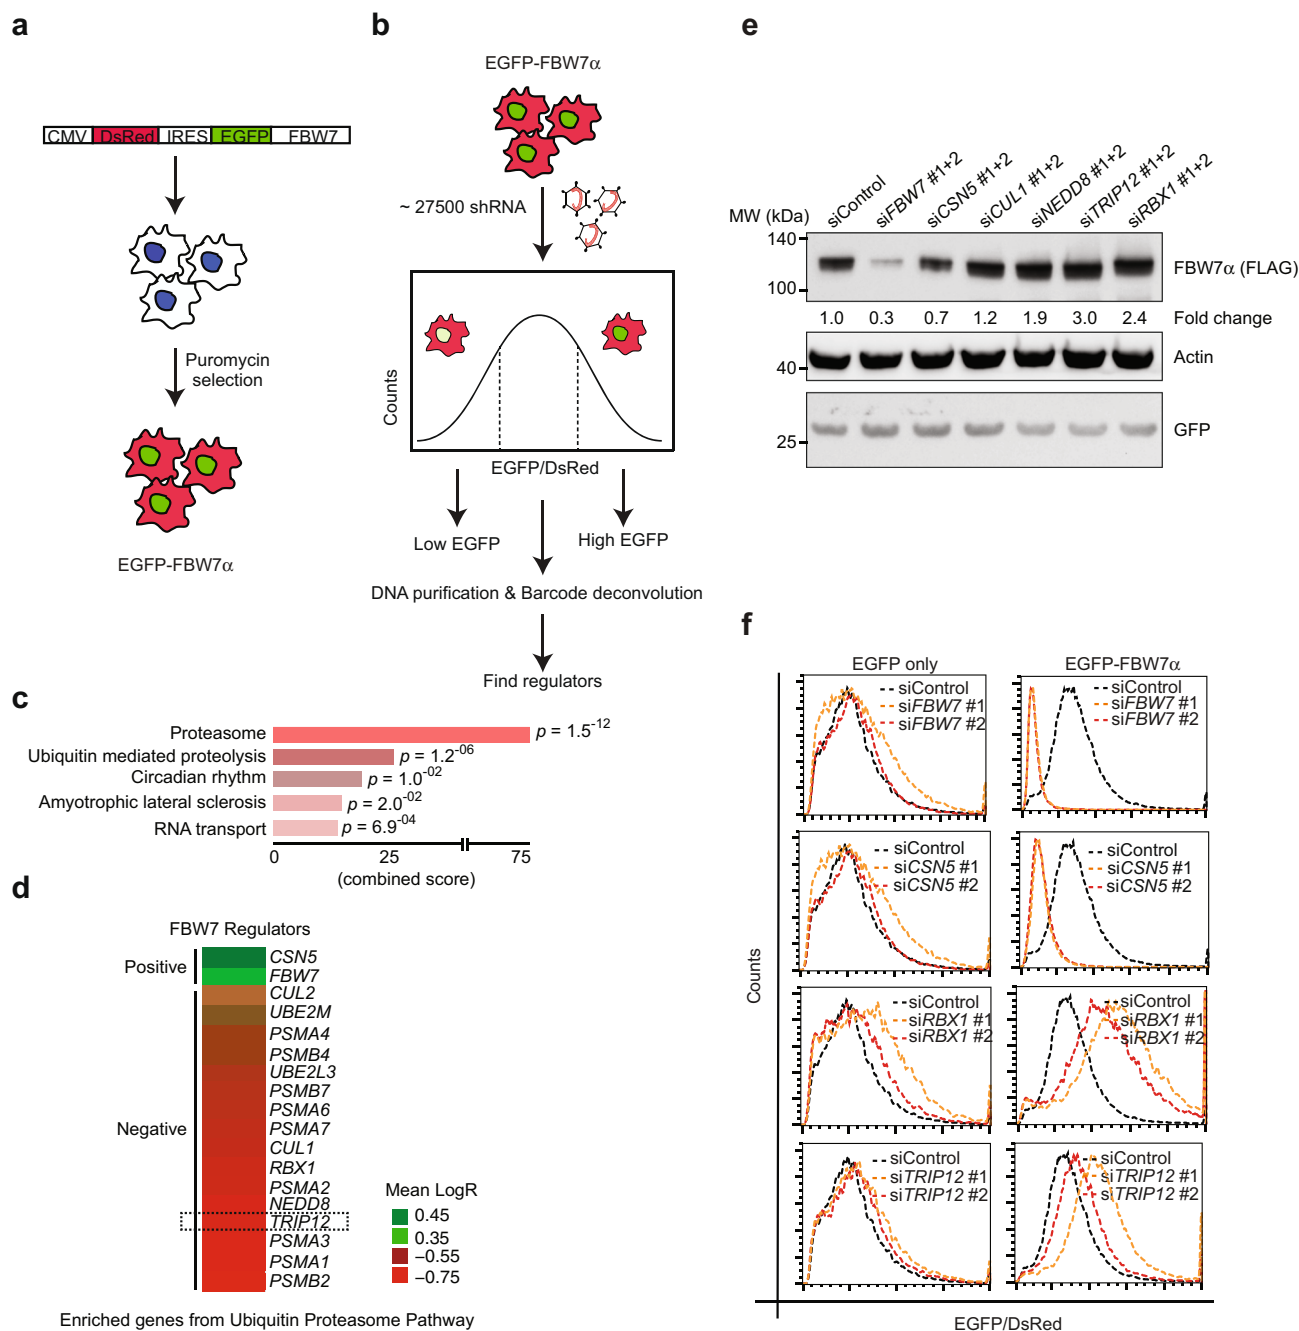 a
CMV DsRed IRES EGFP FBW7
Puromycin
selection
EGFP-FBW7α
b
EGFP-FBW7α
~ 27500 shRNA
Counts
EGFP/DsRed
Low EGFP
High EGFP
DNA purification & Barcode deconvolution
Find regulators
c
Proteasome
p = 1.5-12
Ubiquitin mediated proteolysis
p = 1.2-06
Circadian rhythm
p = 1.0-02
Amyotrophic lateral sclerosis
p = 2.0-02
RNA transport
p = 6.9-04
0 25 75
(combined score)
d
FBW7 Regulators
Positive
Negative
CSN5
FBW7
CUL2
UBE2M
PSMA4
PSMB4
UBE2L3
PSMB7
PSMA6
PSMA7
CUL1
RBX1
PSMA2
NEDD8
TRIP12
PSMA3
PSMA1
PSMB2
Mean LogR
0.45
0.35
−0.55
−0.75
Enriched genes from Ubiquitin Proteasome Pathway
e
MW (kDa)
siControl
siFBW7 #1+2
siCSN5 #1+2
siCUL1 #1+2
siNEDD8 #1+2
siTRIP12 #1+2
siRBX1 #1+2
140
100
FBW7α (FLAG)
1.0 0.3 0.7 1.2 1.9 3.0 2.4 Fold change
40
Actin
25
GFP
f
EGFP only
EGFP-FBW7α
siControl
siFBW7 #1
siFBW7 #2
siControl
siFBW7 #1
siFBW7 #2
siControl
siCSN5 #1
siCSN5 #2
siControl
siCSN5 #1
siCSN5 #2
siControl
siRBX1 #1
siRBX1 #2
siControl
siRBX1 #1
siRBX1 #2
siControl
siTRIP12 #1
siTRIP12 #2
siControl
siTRIP12 #1
siTRIP12 #2
Counts
EGFP/DsRed